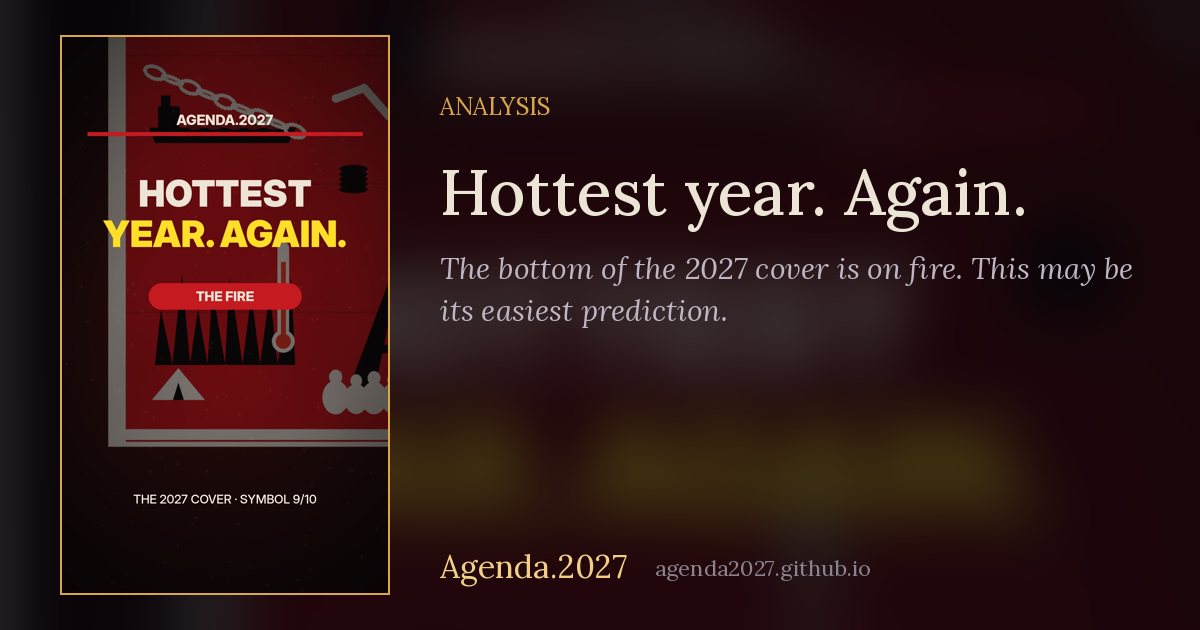 AGENDA.2027
HOTTEST
YEAR. AGAIN.
THE FIRE
THE 2027 COVER · SYMBOL 9/10
ANALYSIS
Hottest year. Again.
The bottom of the 2027 cover is on fire. This may be
its easiest prediction.
Agenda.2027
agenda2027.github.io